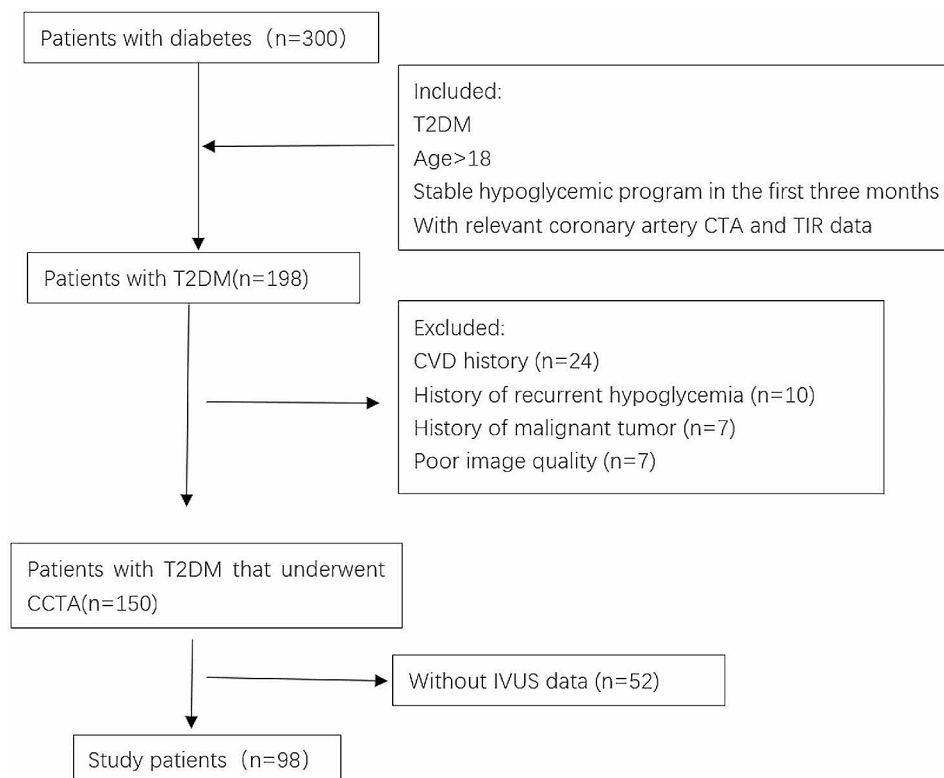 Patients with diabetes（n=300）
Included:
T2DM
Age>18
Stable hypoglycemic program in the first three months
With relevant coronary artery CTA and TIR data
Patients with T2DM(n=198)
Excluded:
CVD history (n=24)
History of recurrent hypoglycemia (n=10)
History of malignant tumor (n=7)
Poor image quality (n=7)
Patients with T2DM that underwent
CCTA(n=150)
Without IVUS data (n=52)
Study patients（n=98）